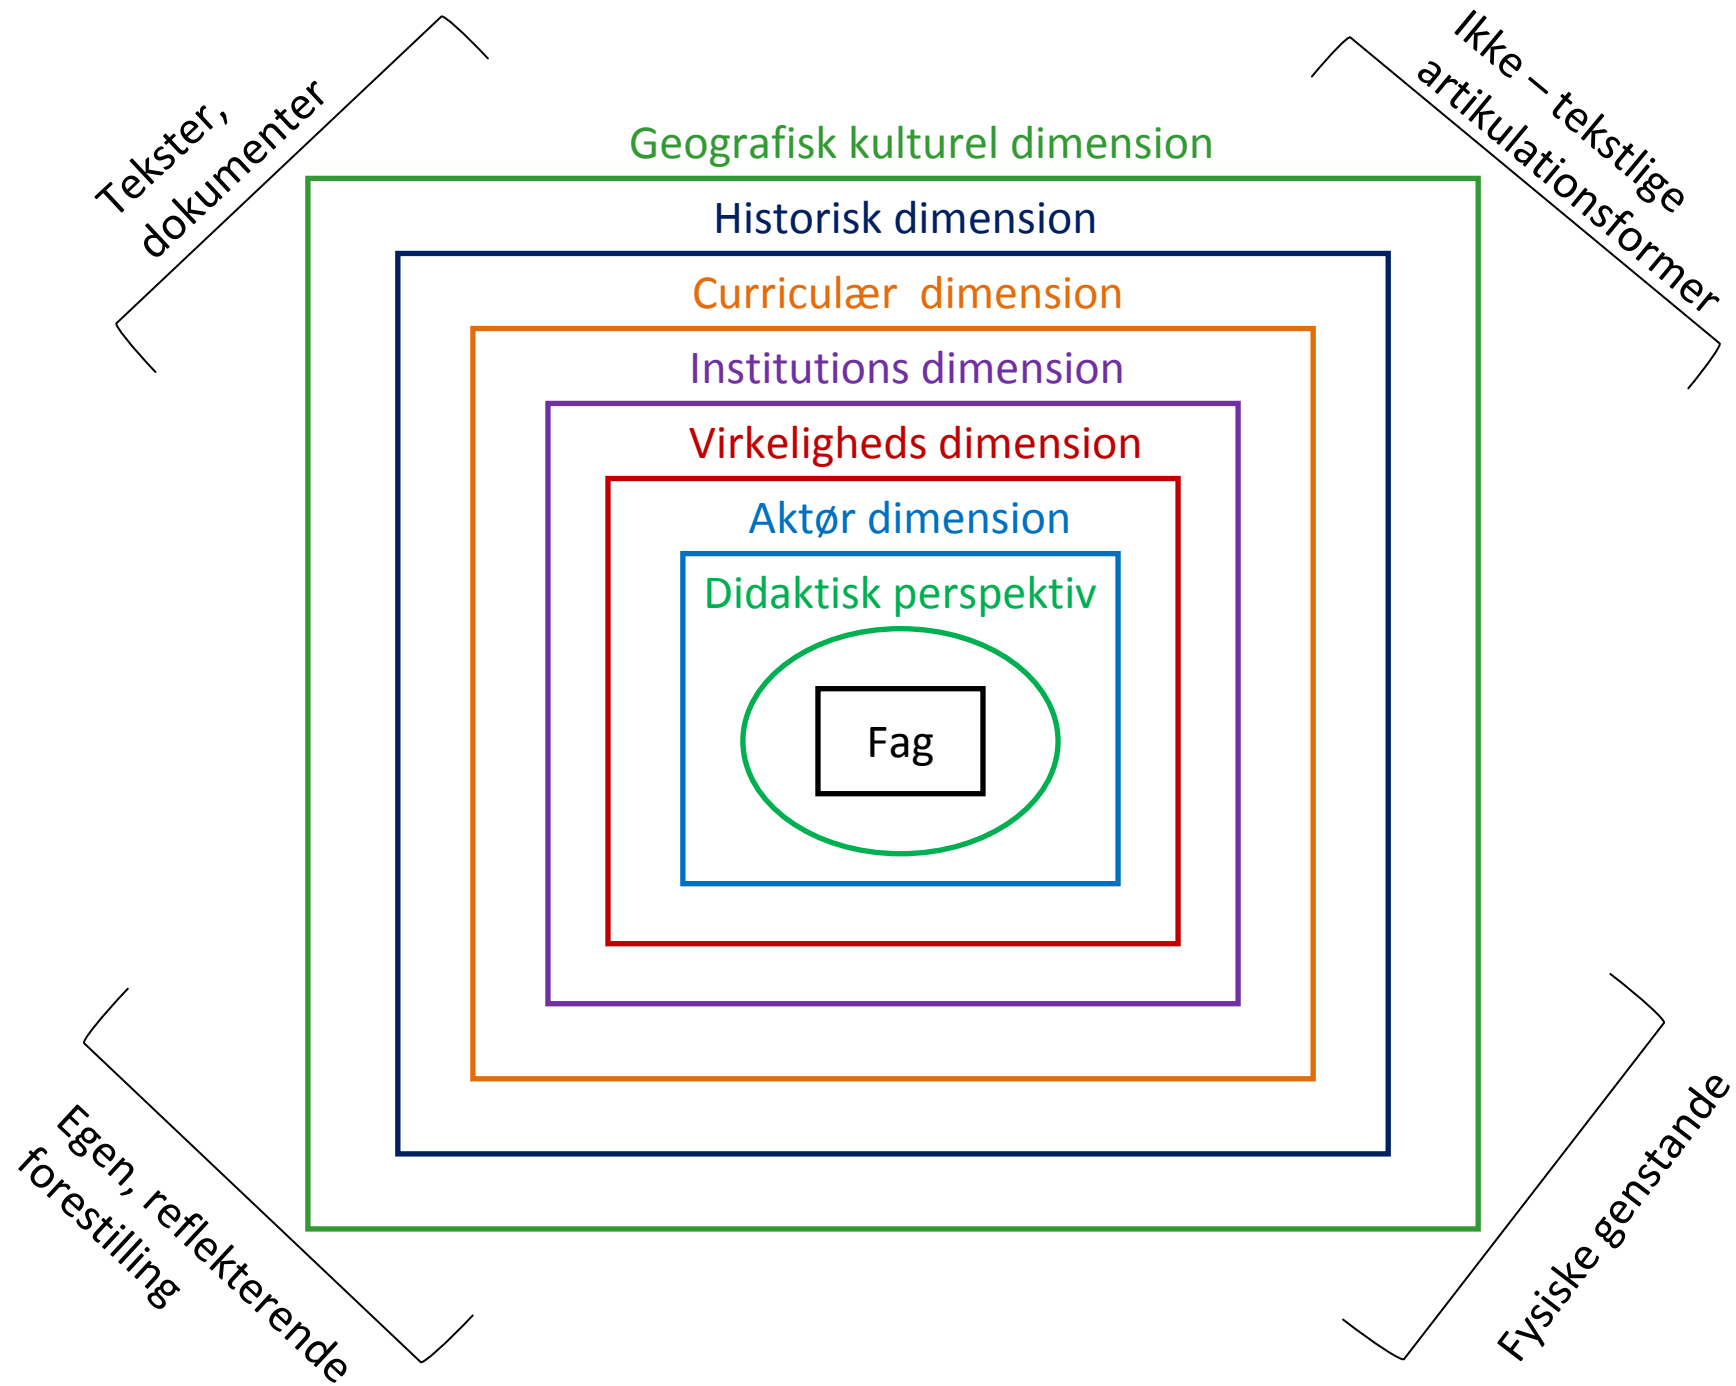 Tekster,
dokumenter
Ikke – tekstlige
artikulationsformer
Geografisk kulturel dimension
Historisk dimension
Curriculær  dimension
Institutions dimension
Virkeligheds dimension
Aktør dimension
Didaktisk perspektiv
Fag
Egen, reflekterende
forestilling
Fysiske genstande